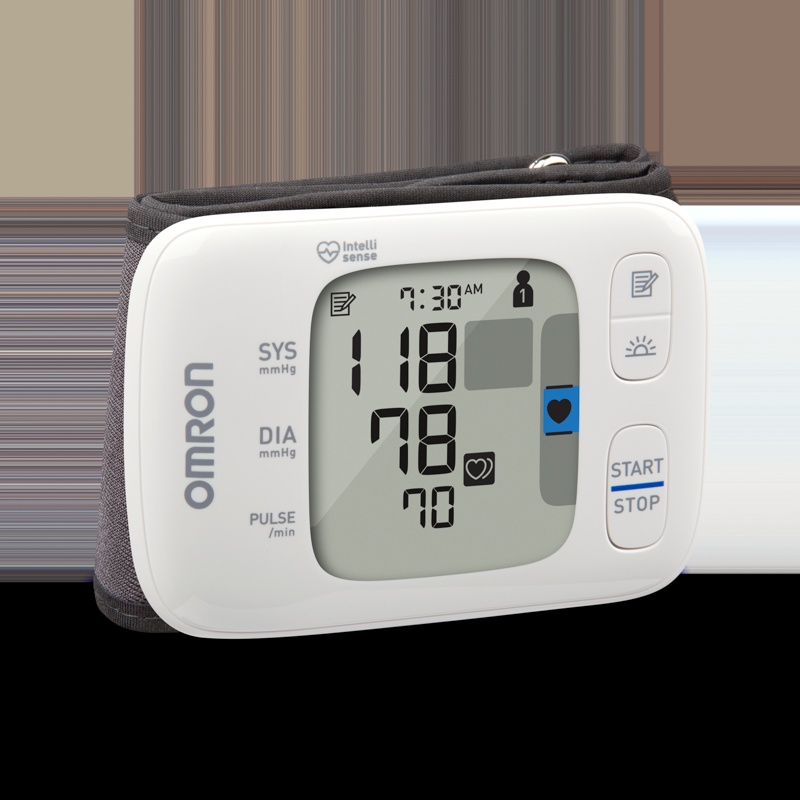 Intelli
sense
7:30 AM
1
SYS
mmHg
118
DIA
mmHg
78
PULSE
/min
70
OMRON
START
STOP